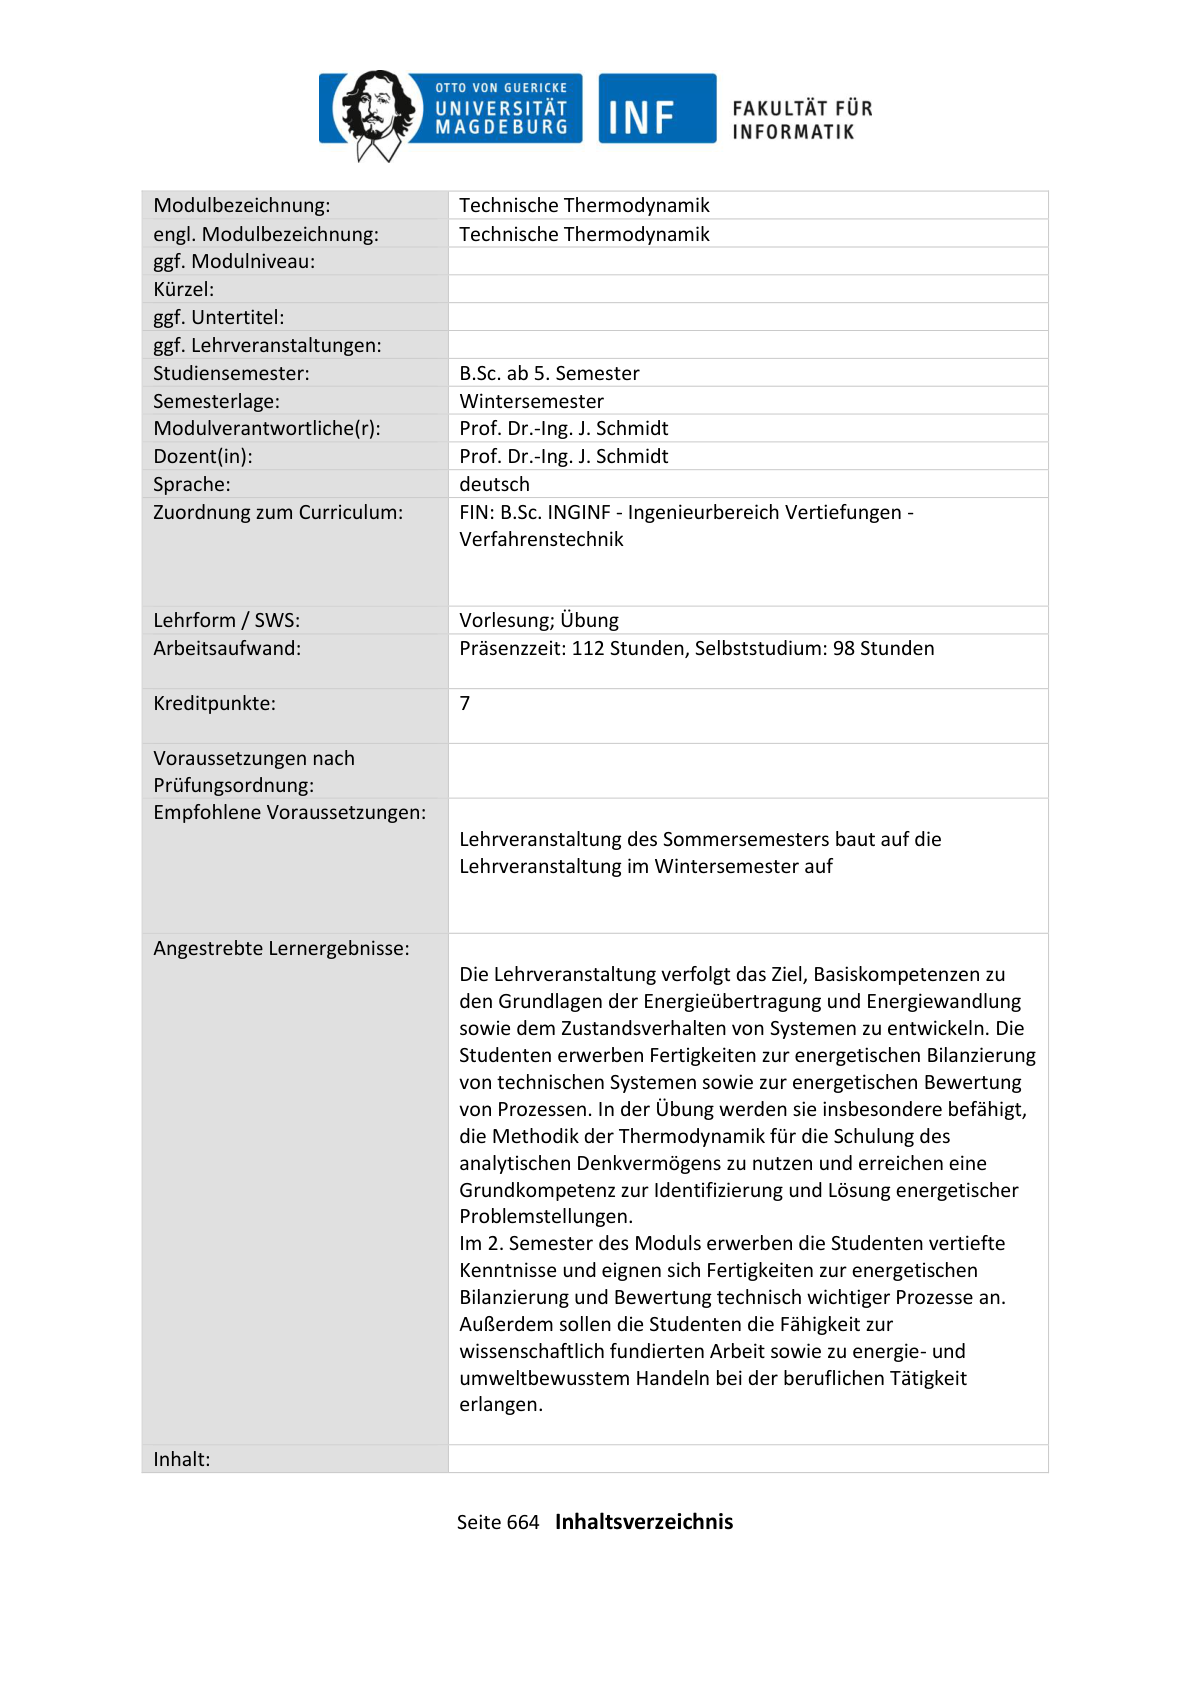 OTTO VON GUERICKE
UNIVERSITÄT
MAGDEBURG
INF
FAKULTÄT FÜR
INFORMATIK
Modulbezeichnung: Technische Thermodynamik
engl. Modulbezeichnung: Technische Thermodynamik
ggf. Modulniveau:
Kürzel:
ggf. Untertitel:
ggf. Lehrveranstaltungen:
Studiensemester: B.Sc. ab 5. Semester
Semesterlage: Wintersemester
Modulverantwortliche(r): Prof. Dr.-Ing. J. Schmidt
Dozent(in): Prof. Dr.-Ing. J. Schmidt
Sprache: deutsch
Zuordnung zum Curriculum: FIN: B.Sc. INGINF - Ingenieurbereich Vertiefungen -
Verfahrenstechnik
Lehrform / SWS: Vorlesung; Übung
Arbeitsaufwand: Präsenzzeit: 112 Stunden, Selbststudium: 98 Stunden
Kreditpunkte: 7
Voraussetzungen nach
Prüfungsordnung:
Empfohlene Voraussetzungen:
Lehrveranstaltung des Sommersemesters baut auf die
Lehrveranstaltung im Wintersemester auf
Angestrebte Lernergebnisse:
Die Lehrveranstaltung verfolgt das Ziel, Basiskompetenzen zu
den Grundlagen der Energieübertragung und Energiewandlung
sowie dem Zustandsverhalten von Systemen zu entwickeln. Die
Studenten erwerben Fertigkeiten zur energetischen Bilanzierung
von technischen Systemen sowie zur energetischen Bewertung
von Prozessen. In der Übung werden sie insbesondere befähigt,
die Methodik der Thermodynamik für die Schulung des
analytischen Denkvermögens zu nutzen und erreichen eine
Grundkompetenz zur Identifizierung und Lösung energetischer
Problemstellungen.
Im 2. Semester des Moduls erwerben die Studenten vertiefte
Kenntnisse und eignen sich Fertigkeiten zur energetischen
Bilanzierung und Bewertung technisch wichtiger Prozesse an.
Außerdem sollen die Studenten die Fähigkeit zur
wissenschaftlich fundierten Arbeit sowie zu energie- und
umweltbewusstem Handeln bei der beruflichen Tätigkeit
erlangen.
Inhalt:
Seite 664 Inhaltsverzeichnis